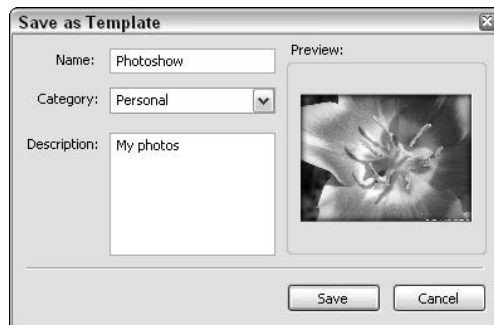 Save as Template
Name: Photoshow
Preview:
Category: Personal
Description: My photos
Save Cancel